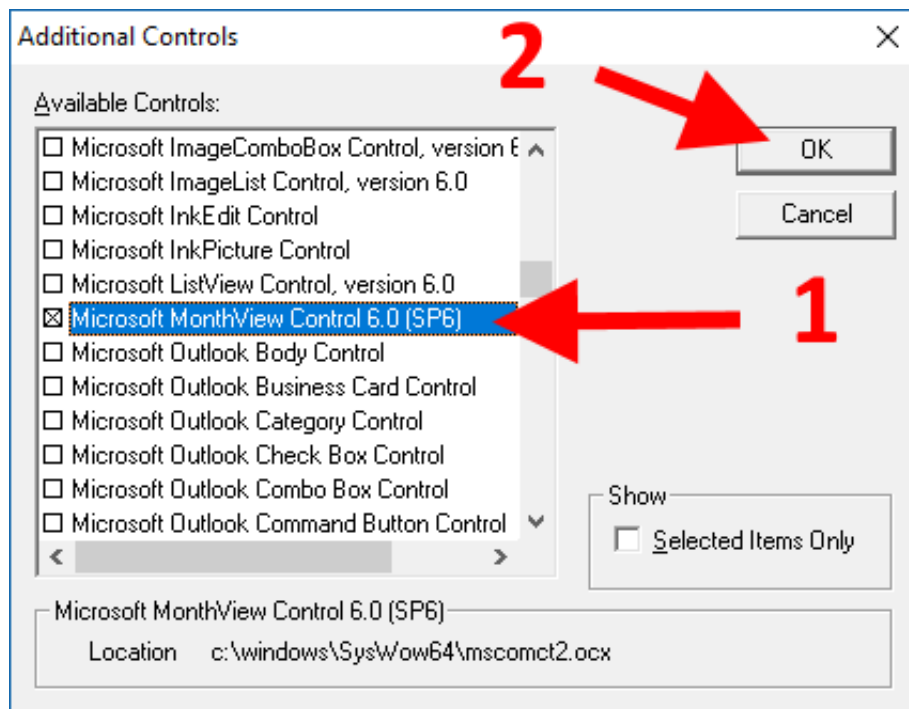 Additional Controls
2
Available Controls:
Microsoft ImageComboBox Control, version 6
OK
Microsoft ImageList Control, version 6.0
Microsoft InkEdit Control
Cancel
Microsoft InkPicture Control
Microsoft ListView Control, version 6.0
Microsoft MonthView Control 6.0 (SP6)
1
Microsoft Outlook Body Control
Microsoft Outlook Business Card Control
Microsoft Outlook Category Control
Microsoft Outlook Check Box Control
Microsoft Outlook Combo Box Control
Microsoft Outlook Command Button Control
Show
Selected Items Only
Microsoft MonthView Control 6.0 (SP6)
Location c:\windows\SysWow64\mscomct2.ocx